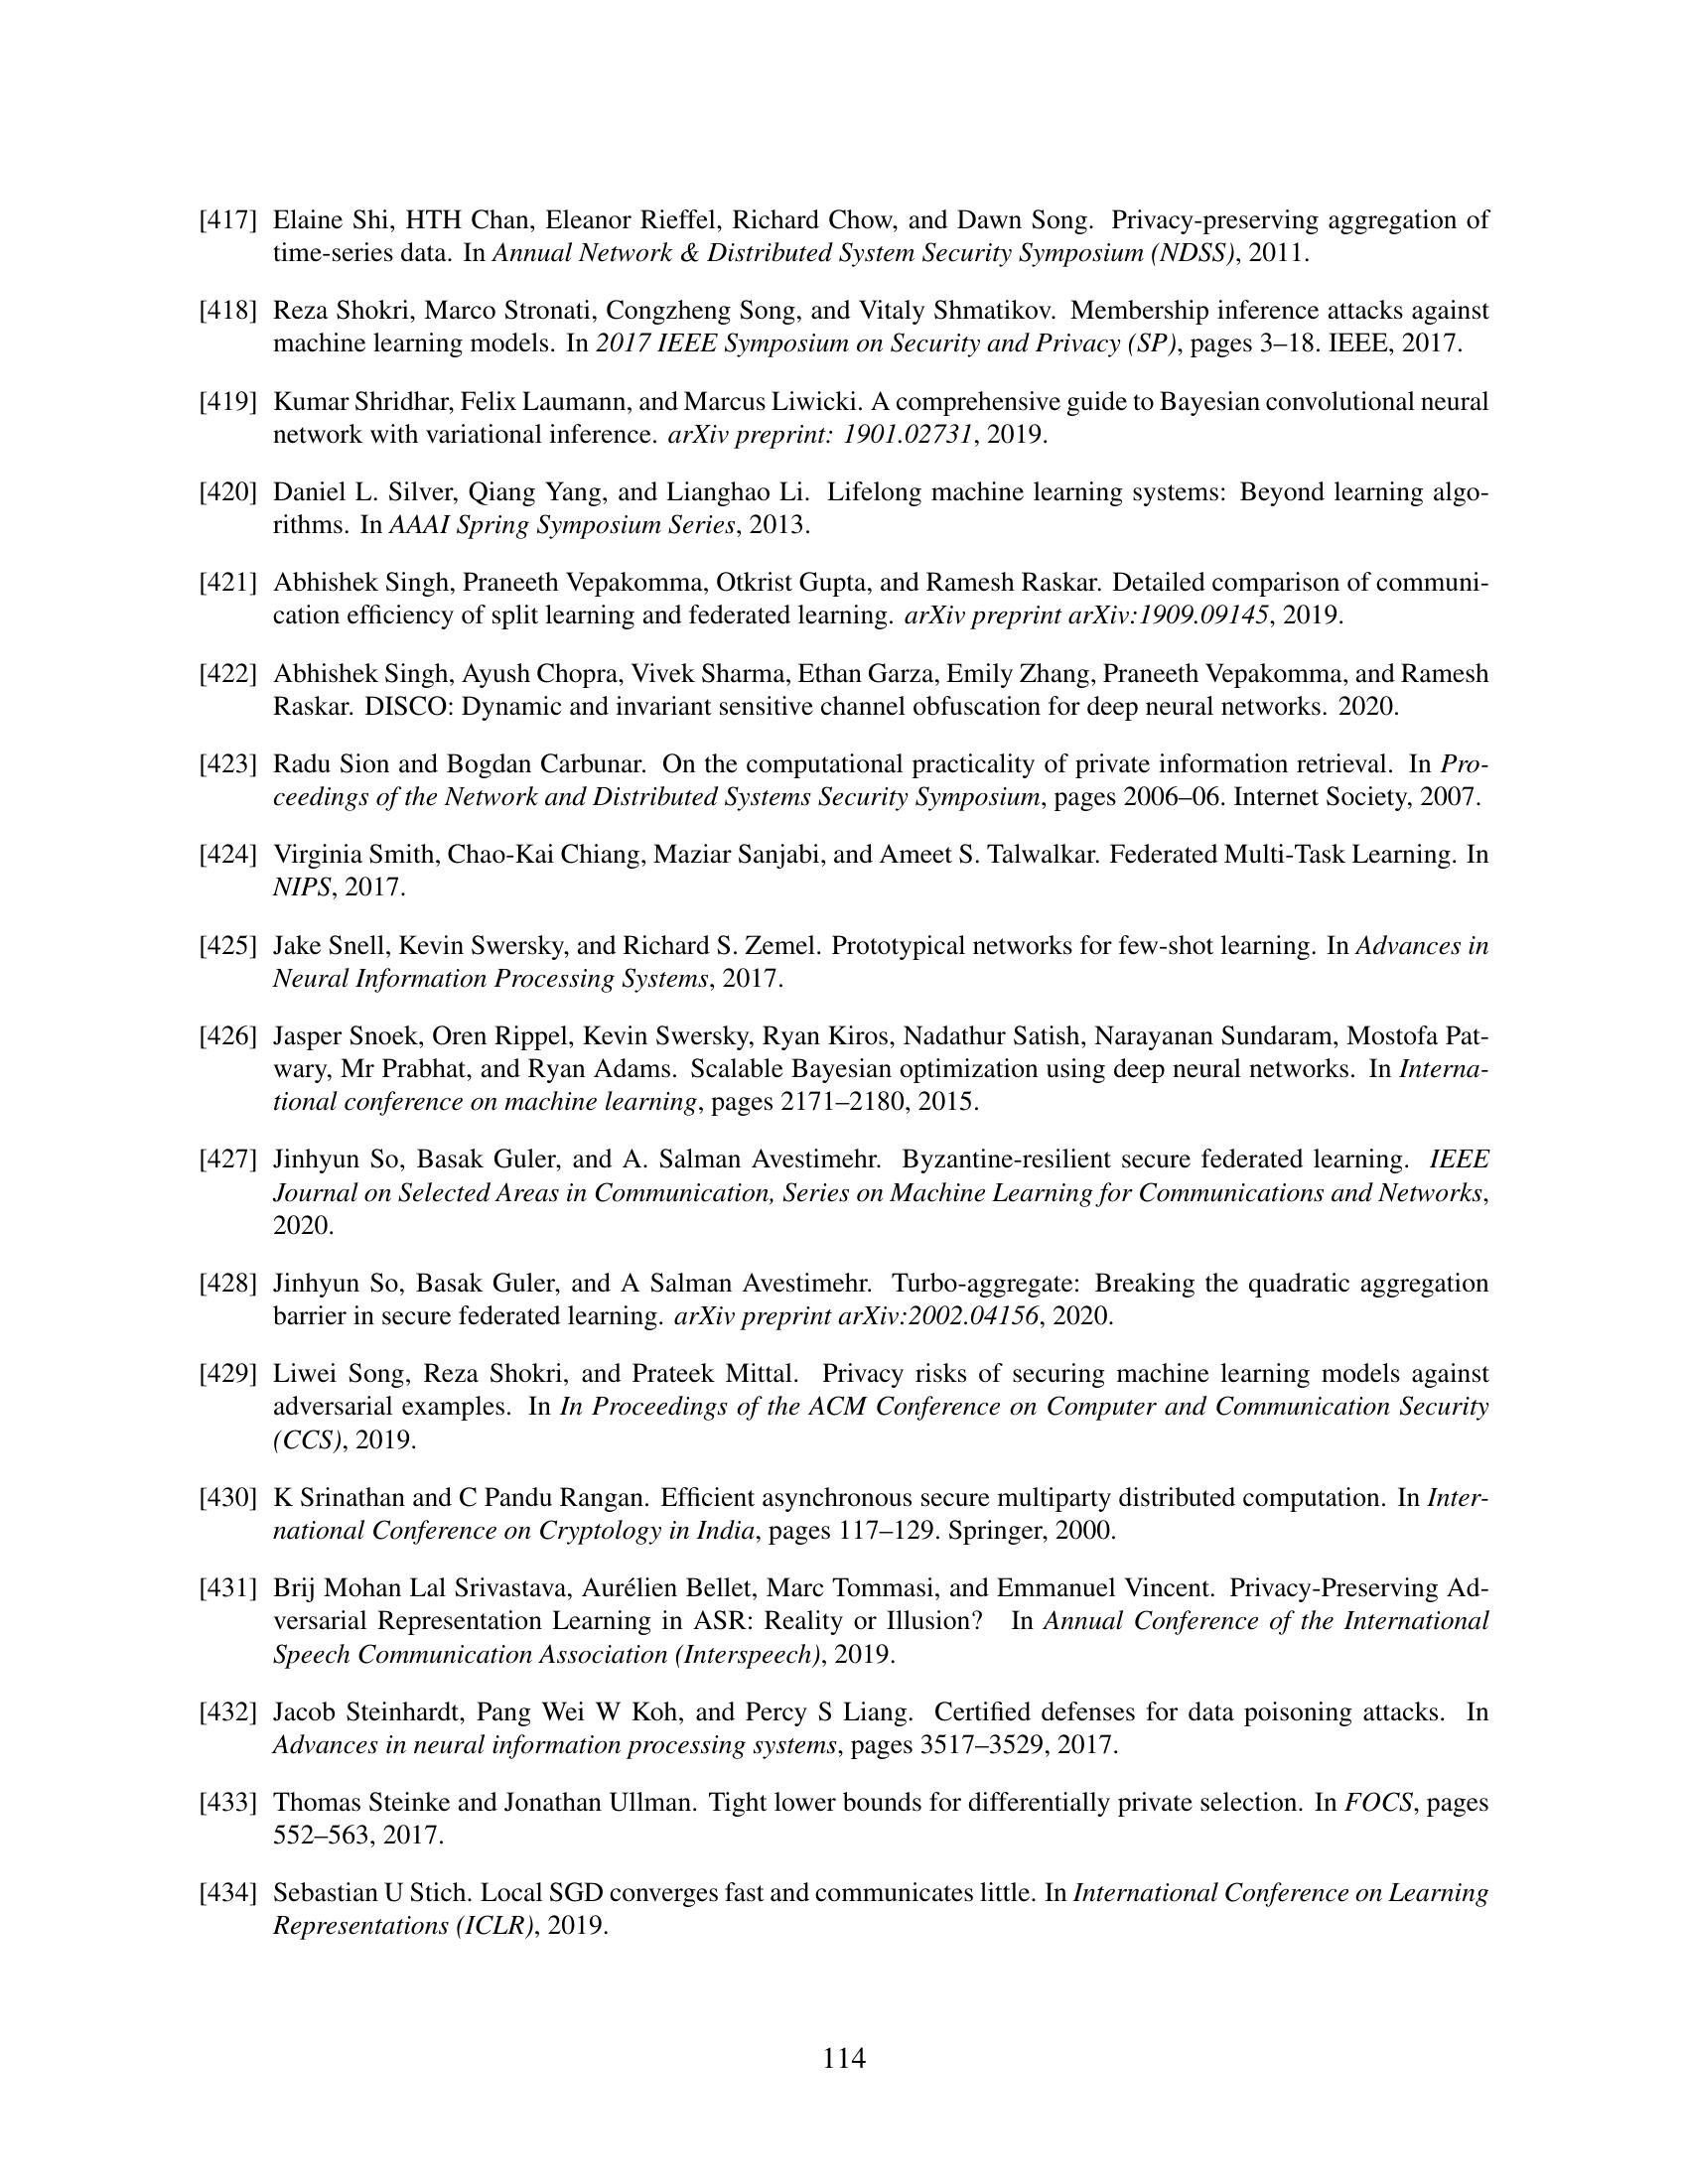 [417] Elaine Shi, HTH Chan, Eleanor Rieffel, Richard Chow, and Dawn Song. Privacy-preserving aggregation of
time-series data. In Annual Network & Distributed System Security Symposium (NDSS), 2011.
[418] Reza Shokri, Marco Stronati, Congzheng Song, and Vitaly Shmatikov. Membership inference attacks against
machine learning models. In 2017 IEEE Symposium on Security and Privacy (SP), pages 3–18. IEEE, 2017.
[419] Kumar Shridhar, Felix Laumann, and Marcus Liwicki. A comprehensive guide to Bayesian convolutional neural
network with variational inference. arXiv preprint: 1901.02731, 2019.
[420] Daniel L. Silver, Qiang Yang, and Lianghao Li. Lifelong machine learning systems: Beyond learning algo-
rithms. In AAAI Spring Symposium Series, 2013.
[421] Abhishek Singh, Praneeth Vepakomma, Otkrist Gupta, and Ramesh Raskar. Detailed comparison of communi-
cation efficiency of split learning and federated learning. arXiv preprint arXiv:1909.09145, 2019.
[422] Abhishek Singh, Ayush Chopra, Vivek Sharma, Ethan Garza, Emily Zhang, Praneeth Vepakomma, and Ramesh
Raskar. DISCO: Dynamic and invariant sensitive channel obfuscation for deep neural networks. 2020.
[423] Radu Sion and Bogdan Carbunar. On the computational practicality of private information retrieval. In Pro-
ceedings of the Network and Distributed Systems Security Symposium, pages 2006–06. Internet Society, 2007.
[424] Virginia Smith, Chao-Kai Chiang, Maziar Sanjabi, and Ameet S. Talwalkar. Federated Multi-Task Learning. In
NIPS, 2017.
[425] Jake Snell, Kevin Swersky, and Richard S. Zemel. Prototypical networks for few-shot learning. In Advances in
Neural Information Processing Systems, 2017.
[426] Jasper Snoek, Oren Rippel, Kevin Swersky, Ryan Kiros, Nadathur Satish, Narayanan Sundaram, Mostofa Pat-
wary, Mr Prabhat, and Ryan Adams. Scalable Bayesian optimization using deep neural networks. In Interna-
tional conference on machine learning, pages 2171–2180, 2015.
[427] Jinhyun So, Basak Guler, and A. Salman Avestimehr. Byzantine-resilient secure federated learning. IEEE
Journal on Selected Areas in Communication, Series on Machine Learning for Communications and Networks,
2020.
[428] Jinhyun So, Basak Guler, and A Salman Avestimehr. Turbo-aggregate: Breaking the quadratic aggregation
barrier in secure federated learning. arXiv preprint arXiv:2002.04156, 2020.
[429] Liwei Song, Reza Shokri, and Prateek Mittal. Privacy risks of securing machine learning models against
adversarial examples. In In Proceedings of the ACM Conference on Computer and Communication Security
(CCS), 2019.
[430] K Srinathan and C Pandu Rangan. Efficient asynchronous secure multiparty distributed computation. In Inter-
national Conference on Cryptology in India, pages 117–129. Springer, 2000.
[431] Brij Mohan Lal Srivastava, Aurélien Bellet, Marc Tommasi, and Emmanuel Vincent. Privacy-Preserving Ad-
versarial Representation Learning in ASR: Reality or Illusion? In Annual Conference of the International
Speech Communication Association (Interspeech), 2019.
[432] Jacob Steinhardt, Pang Wei W Koh, and Percy S Liang. Certified defenses for data poisoning attacks. In
Advances in neural information processing systems, pages 3517–3529, 2017.
[433] Thomas Steinke and Jonathan Ullman. Tight lower bounds for differentially private selection. In FOCS, pages
552–563, 2017.
[434] Sebastian U Stich. Local SGD converges fast and communicates little. In International Conference on Learning
Representations (ICLR), 2019.
114